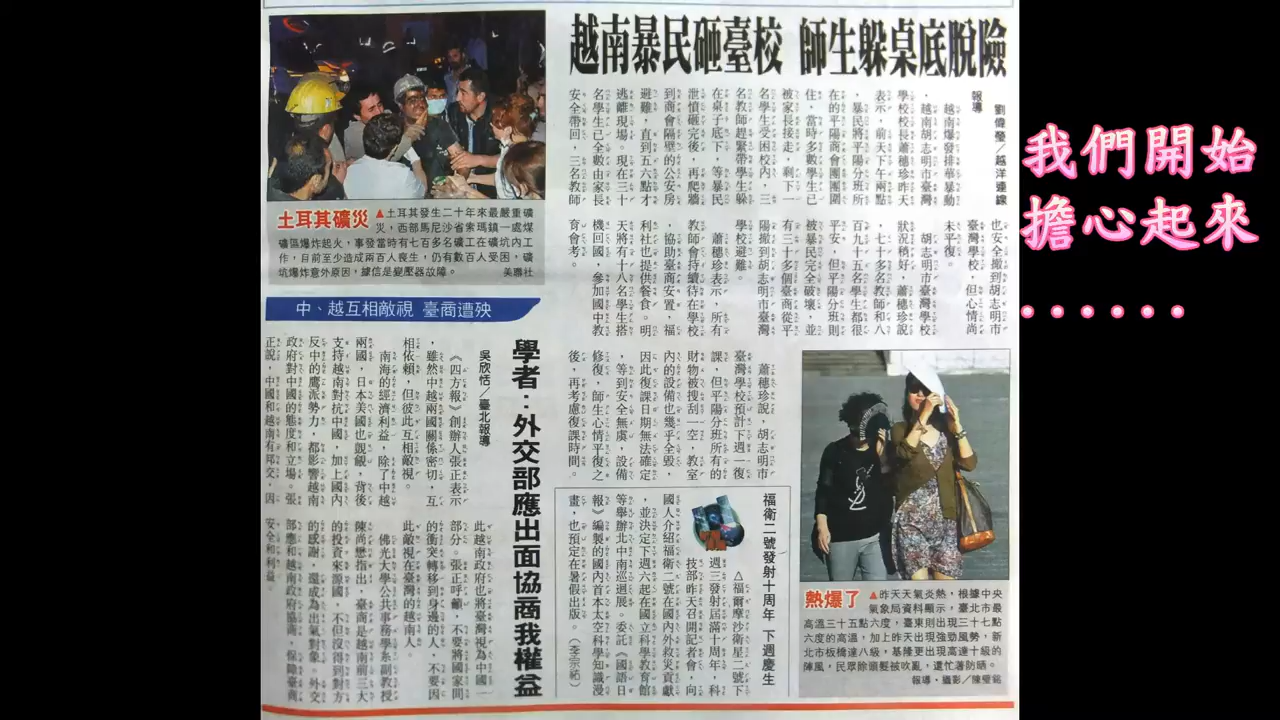 越南暴民砸臺校 師生躲桌底脫險
劉偉瑩／越洋連線
報導
越南爆發排華暴動
，越南胡志明市臺灣
學校校長蕭穗珍昨天
表示，前天下午兩點
，暴民將平陽分班所
在的平陽商會團團圍
住，當時多數學生已
被家長接走，剩下一
名學生受困校內，三
名教師趕緊帶學生躲
在桌子底下，等暴民
泄憤砸完後，再爬牆
到商會隔壁的公安房
避難，直到五六點才
逃離現場。現在三十
名學生已全數由家長
安全帶回，三名教師
也安全撤到胡志明市
臺灣學校，但心情尚
未平復。
胡志明市臺灣學校
狀況稍好，蕭穗珍說
，七十多名教師和八
百九十五名學生都很
平安，但平陽分班則
被暴民完全破壞，並
有三十多個臺商從平
陽撤到胡志明市臺灣
學校避難。
蕭穗珍表示，所有
教師會持續待在學校
，協助臺商安置，福
利社也提供餐食。明
天將有十八名學生搭
機回國，參加國中教
育會考。
蕭穗珍說，胡志明市
臺灣學校預計下週一復
課，但平陽分班所有的
財物被搜刮一空，教室
內的設備也幾乎全毀，
因此復課日期無法確定
，等到安全無虞，設備
修復，師生心情平復之
後，再考慮復課時間。
土耳其礦災
▲土耳其發生二十年來最嚴重礦
災，西部馬尼沙省索瑪鎮一處煤
礦區爆炸起火，事發當時有七百多名礦工在礦坑內工
作，目前至少造成兩百人喪生，仍有數百人受困，礦
坑爆炸意外原因，據信是變壓器故障。 美聯社
中、越互相敵視 臺商遭殃
學者：外交部應出面協商我權益
吳欣恬／臺北報導
《四方報》創辦人張正表示
，雖然中越兩國關係密切，互
相依賴，但彼此互相敵視。
南海的經濟利益，除了中越
兩國，日本美國也覬覦，背後
支持越南對抗中國，加上國內
反中的鷹派勢力，都影響越南
政府對中國的態度和立場。張
正說，中國和越南有邦交，因
此越南政府也將臺灣視為中國一
部分。張正呼籲，不要將國家間
的衝突轉移到身邊的人，不要因
此敵視在臺灣的越南人。
佛光大學公共事務學系副教授
陳尚懋指出，臺商是越南前三大
的投資來源國，不但沒得到對方
的感謝，還成為出氣對象。外交
部應和越南政府協商，保障臺商
安全和利益。
福衛二號發射十周年 下週慶生
△福爾摩沙衛星二號下
週三發射屆滿十周年，科
技部昨天召開記者會，向
國人介紹福衛二號在國內外救災貢獻
，並決定下週六起在國立科學教育館
等舉辦北中南巡迴展。委託《國語日
報》編製的國內首本太空科學知識漫
畫，也預定在暑假出版。（李宗祐）
熱爆了
▲昨天天氣炎熱，根據中央
氣象局資料顯示，臺北市最
高溫三十五點六度，臺東則出現三十七點
六度的高溫，加上昨天出現強勁風勢，新
北市板橋達八級，基隆更出現高達十級的
陣風，民眾除頭髮被吹亂，還忙著防晒。
報導・攝影／陳瑩銘
我們開始
擔心起來
......